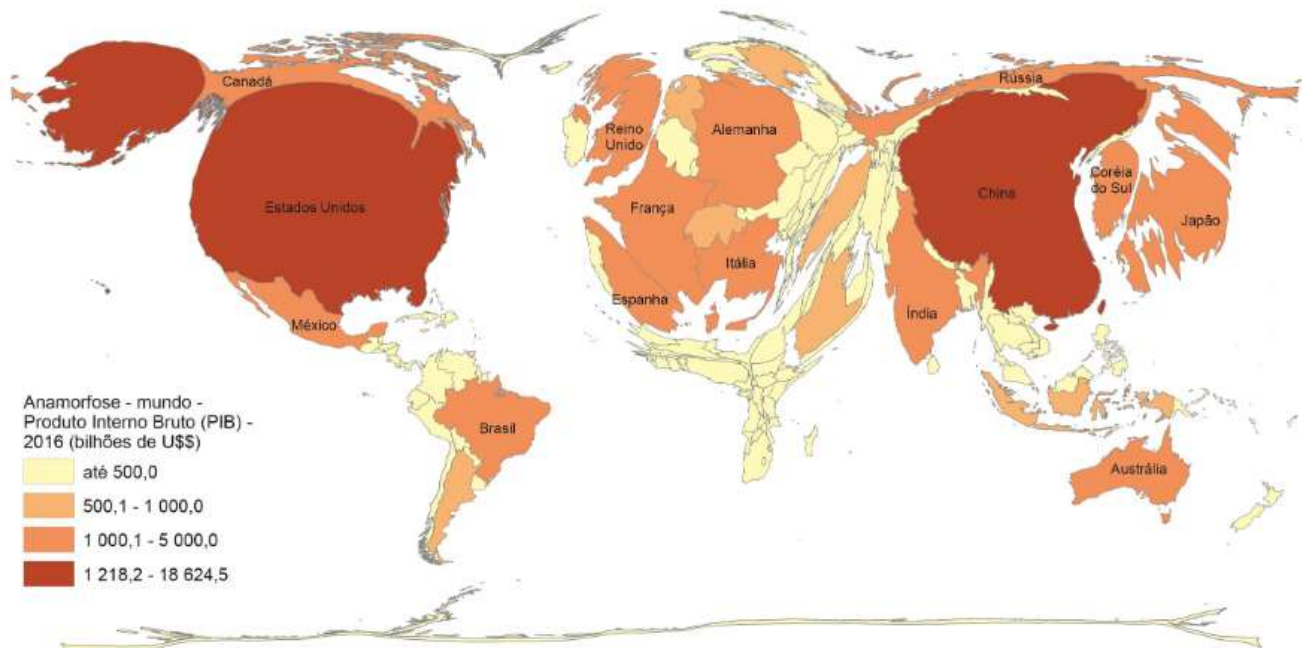 Canadá
Rússia
Reino
Unido
Alemanha
Estados Unidos
França
China
Coréia
do Sul
Japão
Itália
Espanha
Índia
México
Brasil
Austrália
Anamorfose - mundo -
Produto Interno Bruto (PIB) -
2016 (bilhões de U$$)
até 500,0
500,1 - 1 000,0
1 000,1 - 5 000,0
1 218,2 - 18 624,5